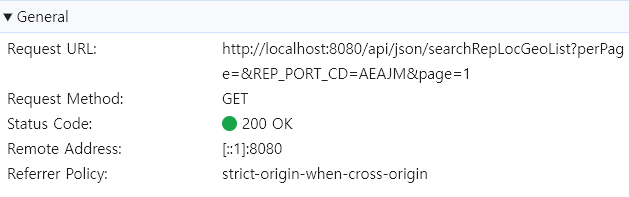 ▼ General
Request URL: http://localhost:8080/api/json/searchRepLocGeoList?perPag
e=&REP_PORT_CD=AEAJM&page=1
Request Method: GET
Status Code: 200 OK
Remote Address: [::1]:8080
Referrer Policy: strict-origin-when-cross-origin